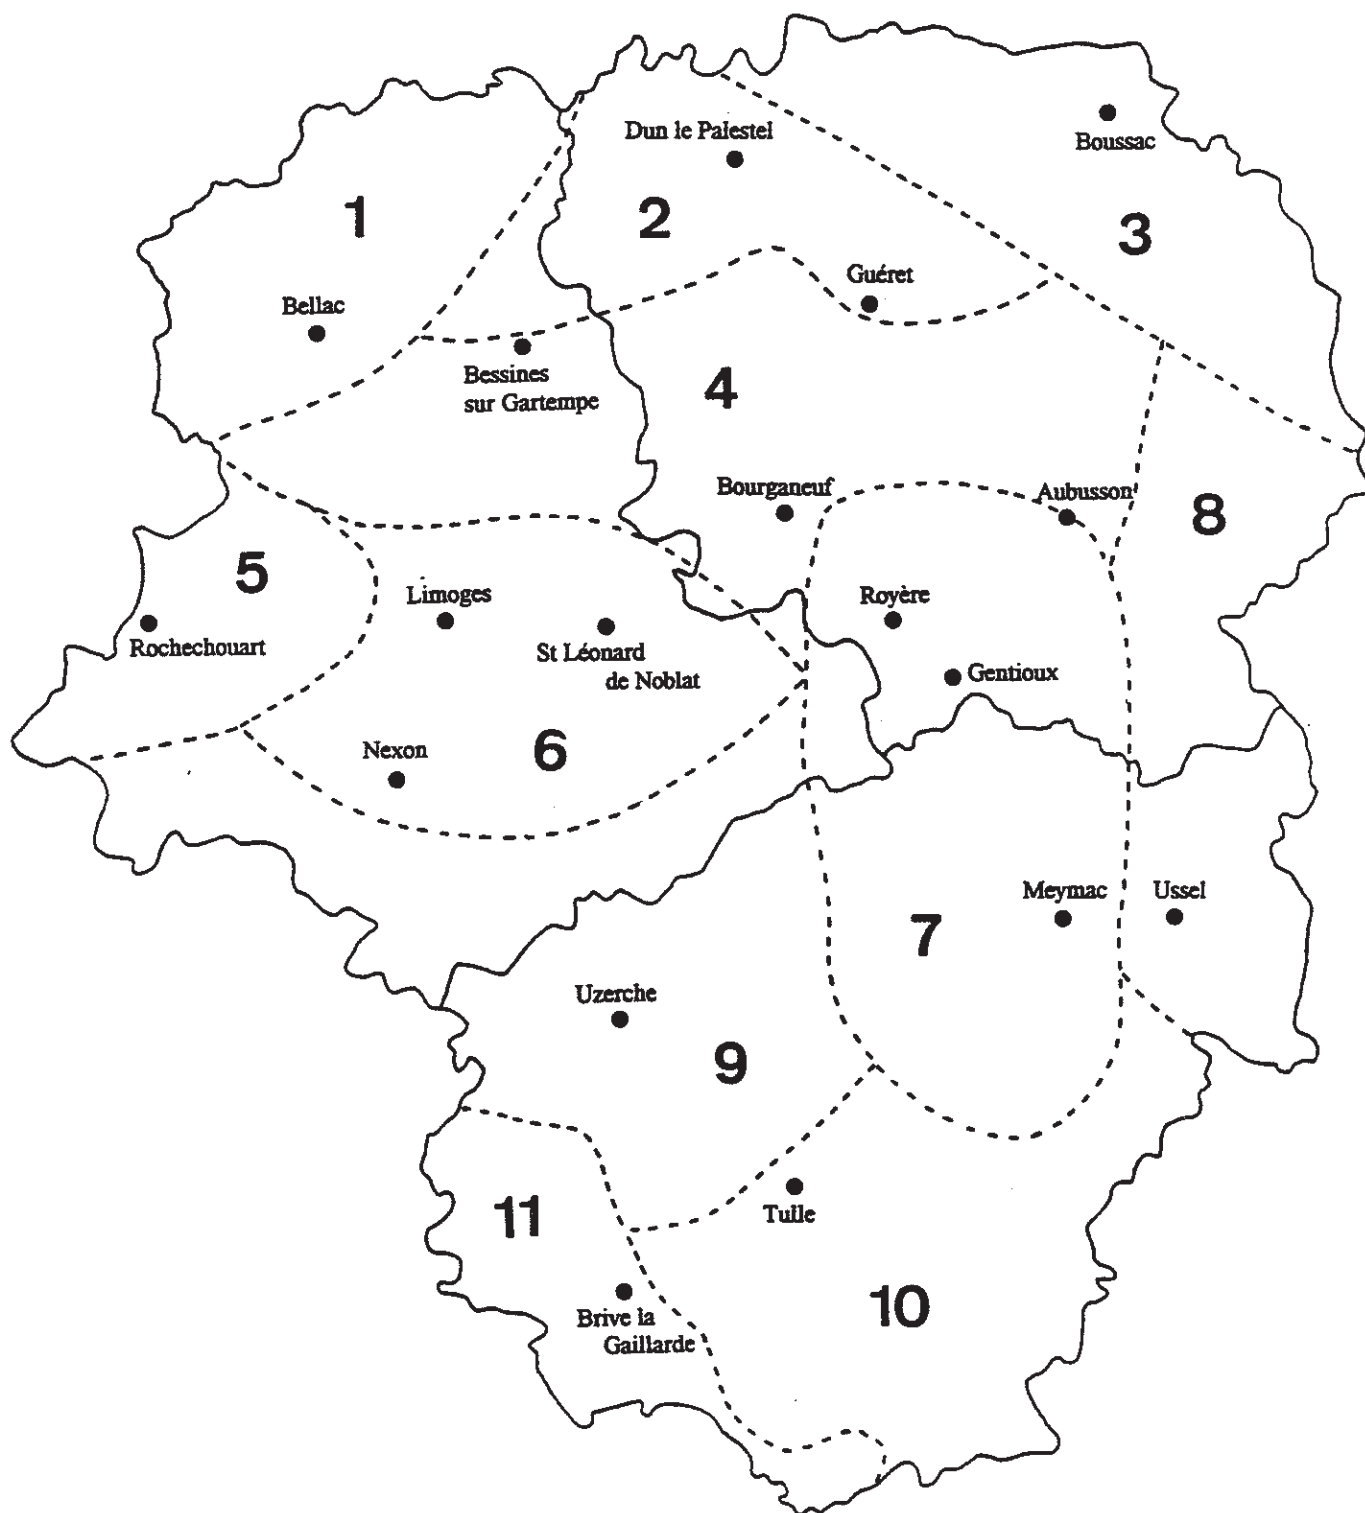 Dun le Palestel
Boussac
1
2
3
Guéret
Bellac
Bessines
sur Gartempe
4
Bourganeuf
Aubusson
8
5
Limoges
Royère
Rochechouart
St Léonard
de Noblat
Gentioux
Nexon
6
Meymac
Ussel
7
Uzerche
9
11
Tulle
10
Brive la
Gaillarde